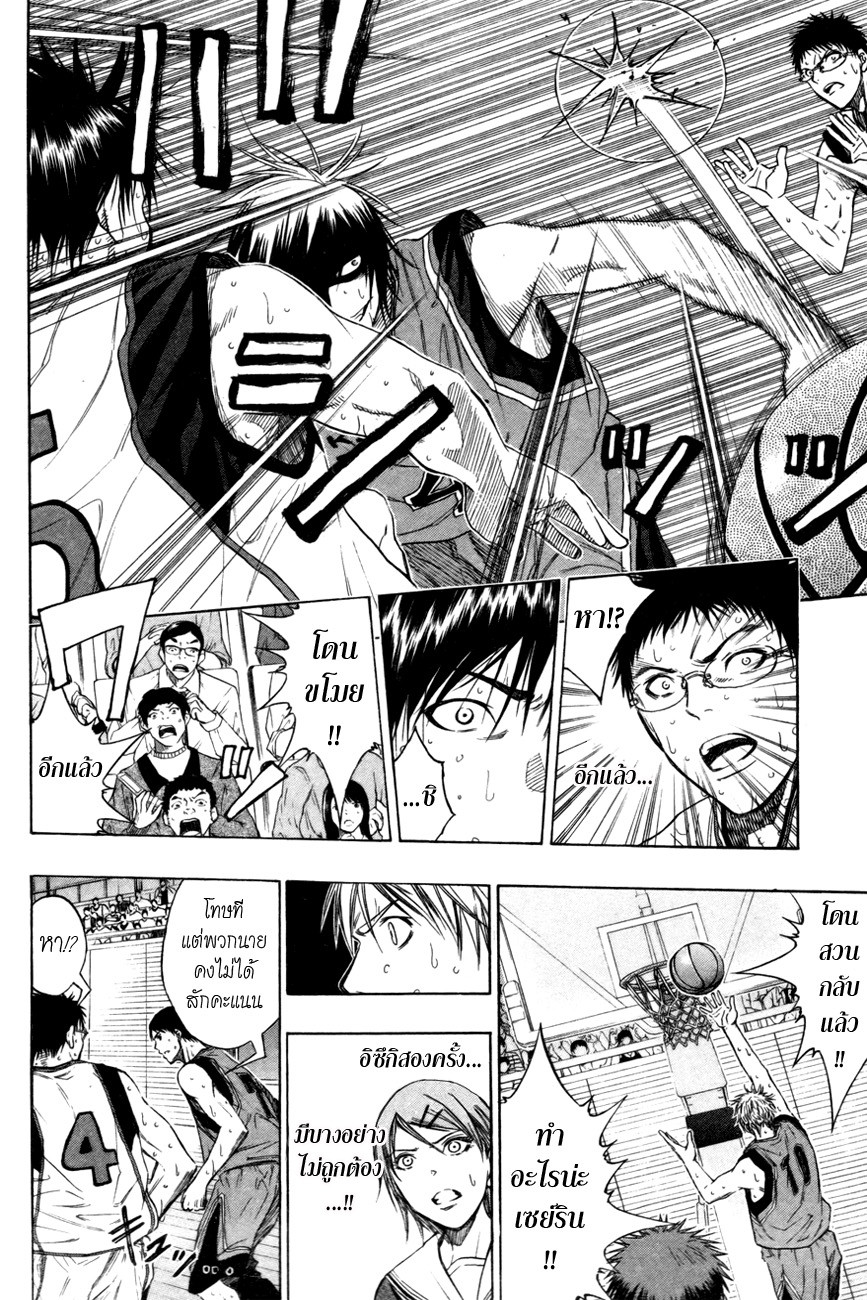 หา!?
อีกแล้ว...
...ชิ
โดน
ขโมย
!!
อีกแล้ว
โดน
สวน
กลับ
แล้ว
!!
ทำ
อะไรน่ะ
เซย์ริน
!!
อิซึกิสองครั้ง...
มีบางอย่าง
ไม่ถูกต้อง
...!!
โทษที
แต่พวกนาย
คงไม่ได้
สักคะแนน
หา!?
4